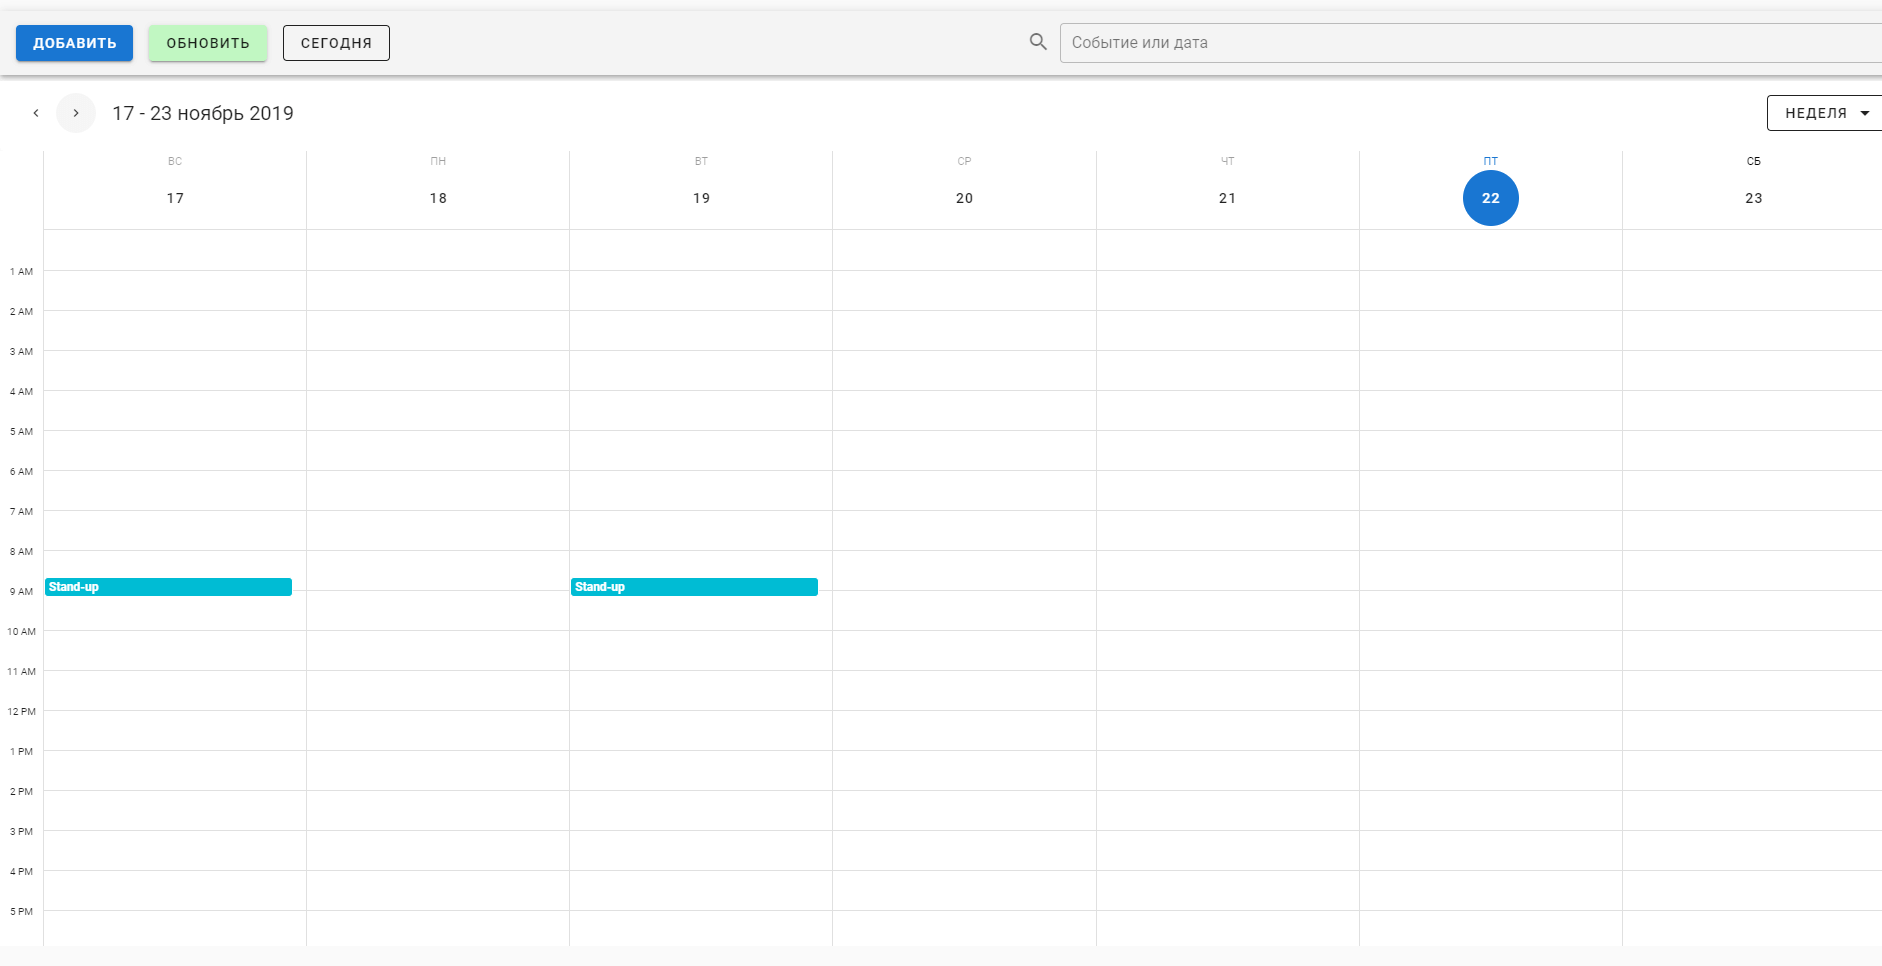 ДОБАВИТЬ ОБНОВИТЬ СЕГОДНЯ Событие или дата
17 - 23 ноябрь 2019 НЕДЕЛЯ
ВС ПН ВТ СР ЧТ ПТ СБ
17 18 19 20 21 22 23
1 AM
2 AM
3 AM
4 AM
5 AM
6 AM
7 AM
8 AM
Stand-up Stand-up
9 AM
10 AM
11 AM
12 PM
1 PM
2 PM
3 PM
4 PM
5 PM